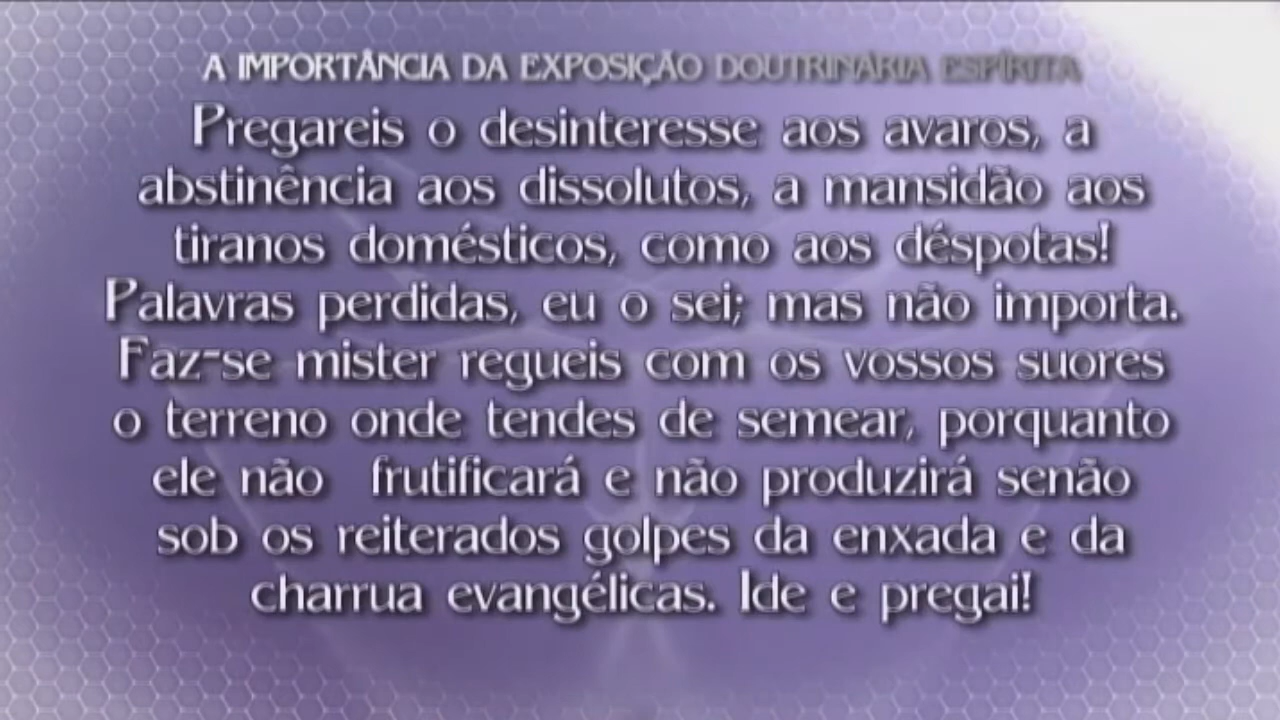 A IMPORTÂNCIA DA EXPOSIÇÃO DOUTRINÁRIA ESPÍRITA
Pregareis o desinteresse aos avaros, a
abstinência aos dissolutos, a mansidão aos
tiranos domésticos, como aos déspotas!
Palavras perdidas, eu o sei; mas não importa.
Faz-se mister regueis com os vossos suores
o terreno onde tendes de semear, porquanto
ele não frutificará e não produzirá senão
sob os reiterados golpes da enxada e da
charrua evangélicas. Ide e pregai!